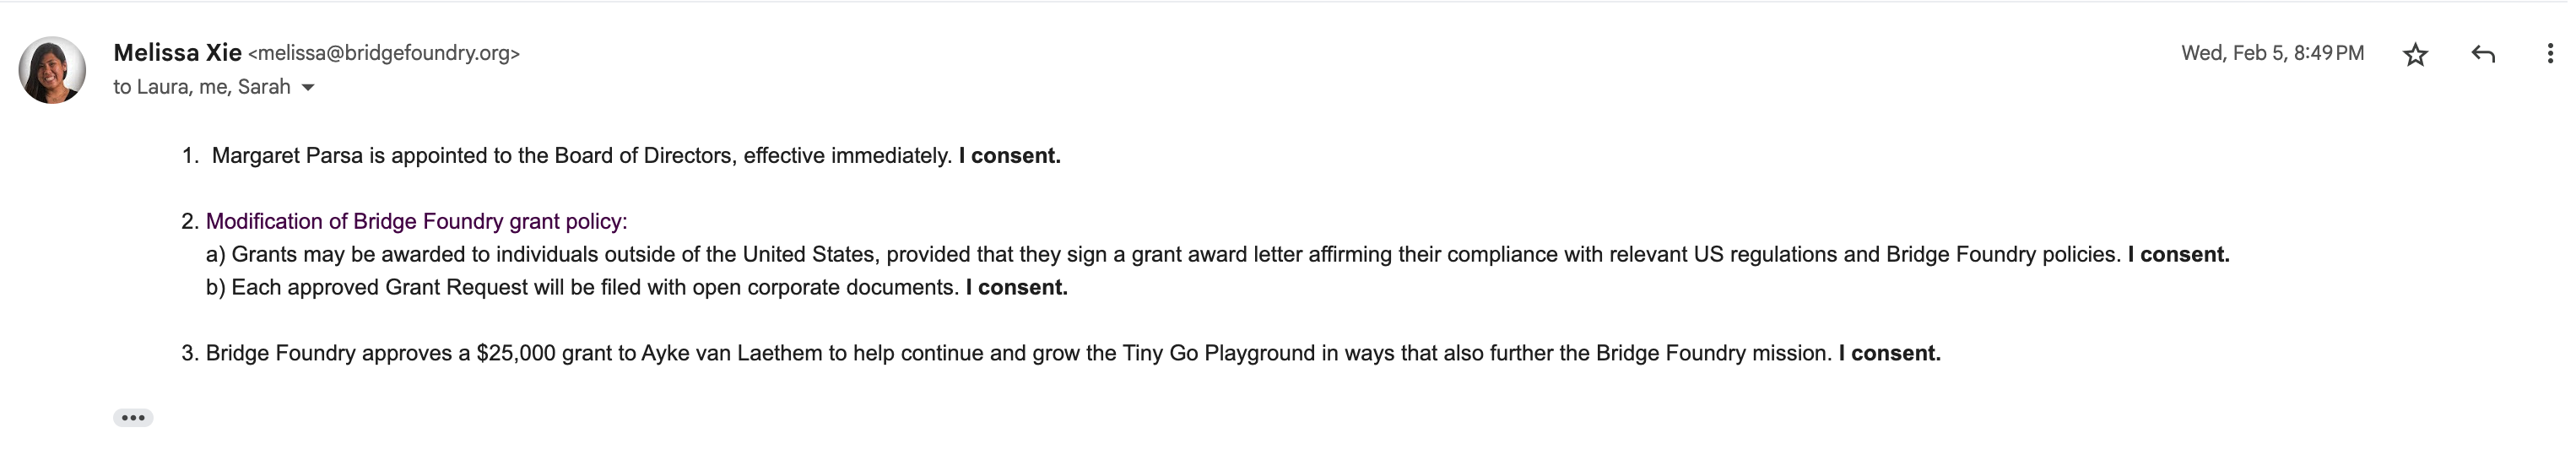 Melissa Xie <melissa@bridgefoundry.org>
Wed, Feb 5, 8:49 PM
to Laura, me, Sarah
1. Margaret Parsa is appointed to the Board of Directors, effective immediately. I consent.
2. Modification of Bridge Foundry grant policy:
a) Grants may be awarded to individuals outside of the United States, provided that they sign a grant award letter affirming their compliance with relevant US regulations and Bridge Foundry policies. I consent.
b) Each approved Grant Request will be filed with open corporate documents. I consent.
3. Bridge Foundry approves a $25,000 grant to Ayke van Laethem to help continue and grow the Tiny Go Playground in ways that also further the Bridge Foundry mission. I consent.